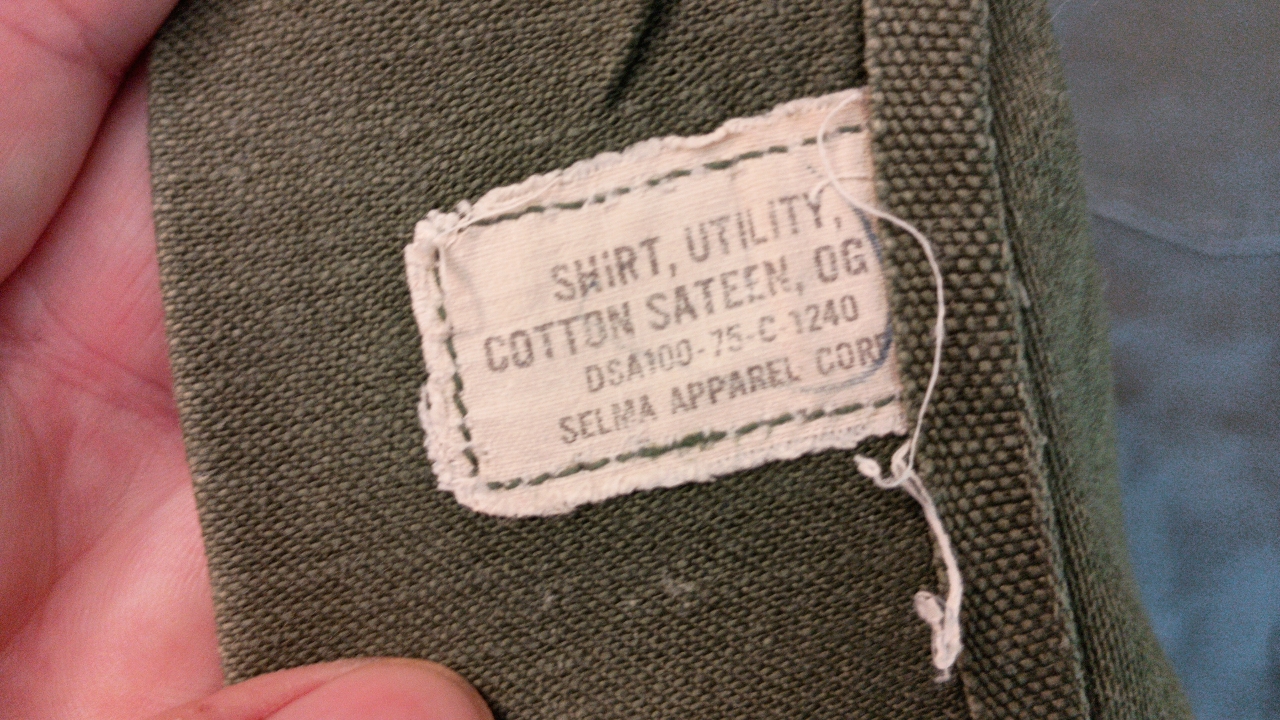 SHIRT, UTILITY,
COTTON SATEEN, OG
DSA100-75-C-1240
SELMA APPAREL CORP